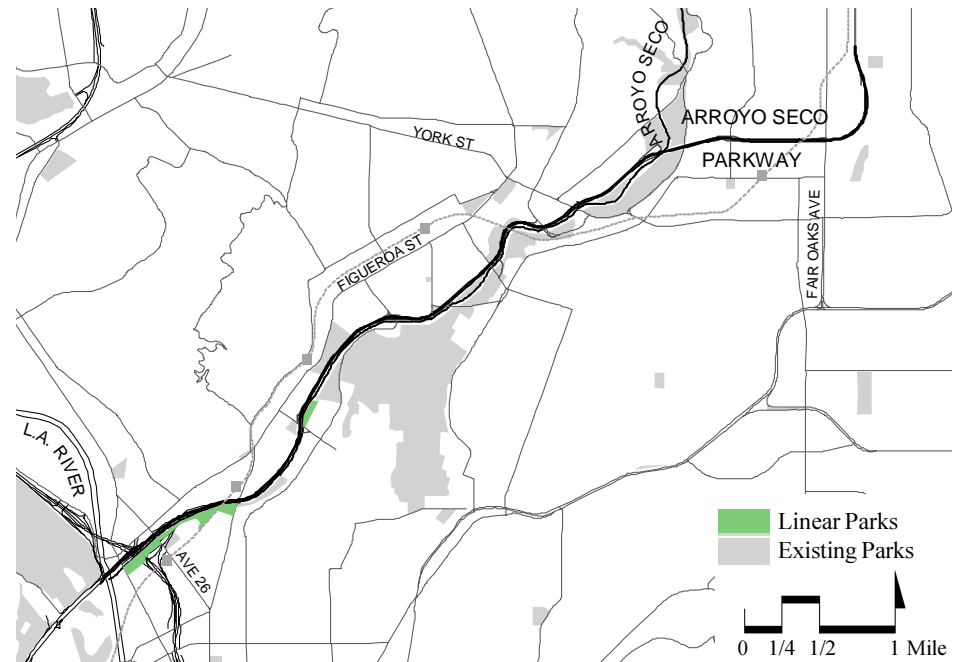 ARROYO SECO
ARROYO SECO
PARKWAY
YORK ST
FIGUEROA ST
FAIR OAKS AVE
L.A. RIVER
AVE 26
Linear Parks
Existing Parks
0 1/4 1/2 1 Mile